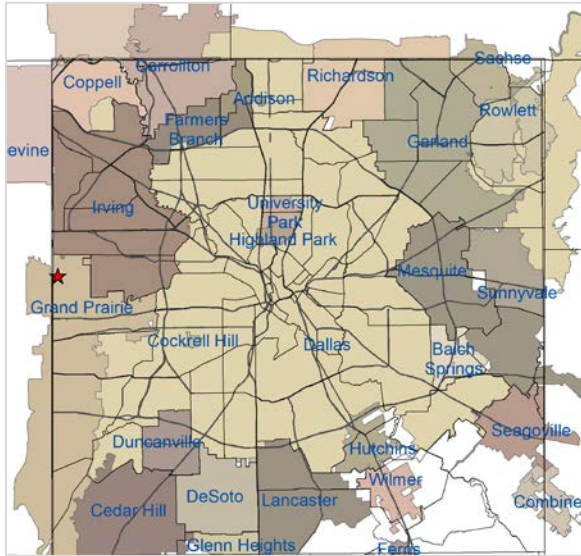 Coppell
Carrollton
Richardson
Sachse
Addison
Rowlett
Farmers
Branch
Garland
evine
Irving
University
Park
Highland Park
Mesquite
Sunnyvale
Grand Prairie
Cockrell Hill
Dallas
Balch
Springs
Seagoville
Duncanville
Hutchins
Wilmer
DeSoto
Lancaster
Cedar Hill
Combine
Glenn Heights
Ferris